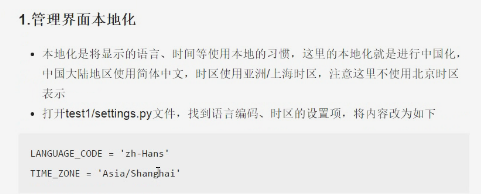 1.管理界面本地化
本地化是将显示的语言、时间等使用本地的习惯，这里的本地化就是进行中国化，
中国大陆地区使用简体中文，时区使用亚洲/上海时区，注意这里不使用北京时区
表示
打开test1/settings.py文件，找到语言编码、时区的设置项，将内容改为如下
LANGUAGE_CODE = 'zh-Hans'
TIME_ZONE = 'Asia/Shanghai'